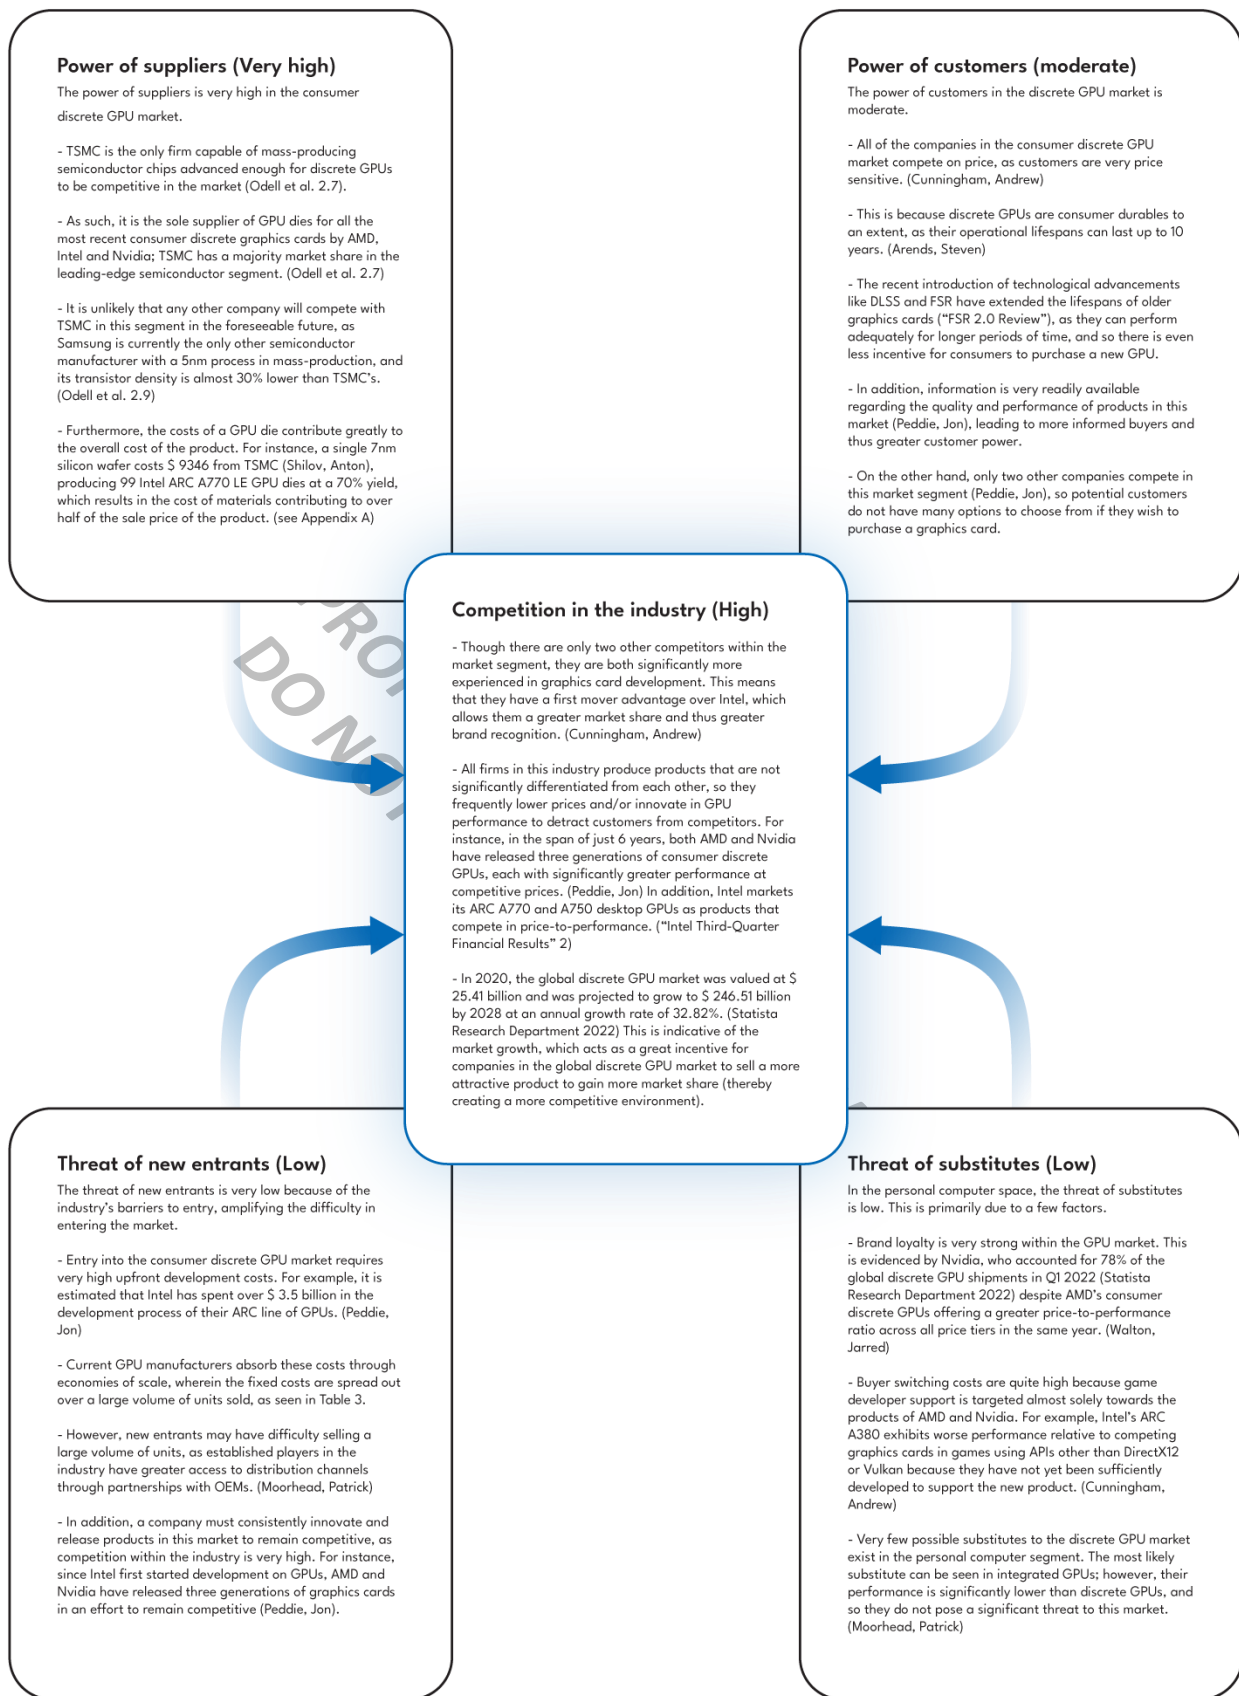 Power of suppliers (Very high)
The power of suppliers is very high in the consumer
discrete GPU market.
- TSMC is the only firm capable of mass-producing
semiconductor chips advanced enough for discrete GPUs
to be competitive in the market (Odell et al. 2.7).
- As such, it is the sole supplier of GPU dies for all the
most recent consumer discrete graphics cards by AMD,
Intel and Nvidia; TSMC has a majority market share in the
leading-edge semiconductor segment. (Odell et al. 2.7)
- It is unlikely that any other company will compete with
TSMC in this segment in the foreseeable future, as
Samsung is currently the only other semiconductor
manufacturer with a 5nm process in mass-production, and
its transistor density is almost 30% lower than TSMC's.
(Odell et al. 2.9)
- Furthermore, the costs of a GPU die contribute greatly to
the overall cost of the product. For instance, a single 7nm
silicon wafer costs $ 9346 from TSMC (Shilov, Anton),
producing 99 Intel ARC A770 LE GPU dies at a 70% yield,
which results in the cost of materials contributing to over
half of the sale price of the product. (see Appendix A)
Power of customers (moderate)
The power of customers in the discrete GPU market is
moderate.
- All of the companies in the consumer discrete GPU
market compete on price, as customers are very price
sensitive. (Cunningham, Andrew)
- This is because discrete GPUs are consumer durables to
an extent, as their operational lifespans can last up to 10
years. (Arends, Steven)
- The recent introduction of technological advancements
like DLSS and FSR have extended the lifespans of older
graphics cards (“FSR 2.0 Review”), as they can perform
adequately for longer periods of time, and so there is even
less incentive for consumers to purchase a new GPU.
- In addition, information is very readily available
regarding the quality and performance of products in this
market (Peddie, Jon), leading to more informed buyers and
thus greater customer power.
- On the other hand, only two other companies compete in
this market segment (Peddie, Jon), so potential customers
do not have many options to choose from if they wish to
purchase a graphics card.
DO NOT
Competition in the industry (High)
- Though there are only two other competitors within the
market segment, they are both significantly more
experienced in graphics card development. This means
that they have a first mover advantage over Intel, which
allows them a greater market share and thus greater
brand recognition. (Cunningham, Andrew)
- All firms in this industry produce products that are not
significantly differentiated from each other, so they
frequently lower prices and/or innovate in GPU
performance to detract customers from competitors. For
instance, in the span of just 6 years, both AMD and Nvidia
have released three generations of consumer discrete
GPUs, each with significantly greater performance at
competitive prices. (Peddie, Jon) In addition, Intel markets
its ARC A770 and A750 desktop GPUs as products that
compete in price-to-performance. (“Intel Third-Quarter
Financial Results” 2)
- In 2020, the global discrete GPU market was valued at $
25.41 billion and was projected to grow to $ 246.51 billion
by 2028 at an annual growth rate of 32.82%. (Statista
Research Department 2022) This is indicative of the
market growth, which acts as a great incentive for
companies in the global discrete GPU market to sell a more
attractive product to gain more market share (thereby
creating a more competitive environment).
Threat of new entrants (Low)
The threat of new entrants is very low because of the
industry's barriers to entry, amplifying the difficulty in
entering the market.
- Entry into the consumer discrete GPU market requires
very high upfront development costs. For example, it is
estimated that Intel has spent over $ 3.5 billion in the
development process of their ARC line of GPUs. (Peddie,
Jon)
- Current GPU manufacturers absorb these costs through
economies of scale, wherein the fixed costs are spread out
over a large volume of units sold, as seen in Table 3.
- However, new entrants may have difficulty selling a
large volume of units, as established players in the
industry have greater access to distribution channels
through partnerships with OEMs. (Moorhead, Patrick)
- In addition, a company must consistently innovate and
release products in this market to remain competitive, as
competition within the industry is very high. For instance,
since Intel first started development on GPUs, AMD and
Nvidia have released three generations of graphics cards
in an effort to remain competitive (Peddie, Jon).
Threat of substitutes (Low)
In the personal computer space, the threat of substitutes
is low. This is primarily due to a few factors.
- Brand loyalty is very strong within the GPU market. This
is evidenced by Nvidia, who accounted for 78% of the
global discrete GPU shipments in Q1 2022 (Statista
Research Department 2022) despite AMD's consumer
discrete GPUs offering a greater price-to-performance
ratio across all price tiers in the same year. (Walton,
Jarred)
- Buyer switching costs are quite high because game
developer support is targeted almost solely towards the
products of AMD and Nvidia. For example, Intel's ARC
A380 exhibits worse performance relative to competing
graphics cards in games using APIs other than DirectX12
or Vulkan because they have not yet been sufficiently
developed to support the new product. (Cunningham,
Andrew)
- Very few possible substitutes to the discrete GPU market
exist in the personal computer segment. The most likely
substitute can be seen in integrated GPUs; however, their
performance is significantly lower than discrete GPUs, and
so they do not pose a significant threat to this market.
(Moorhead, Patrick)